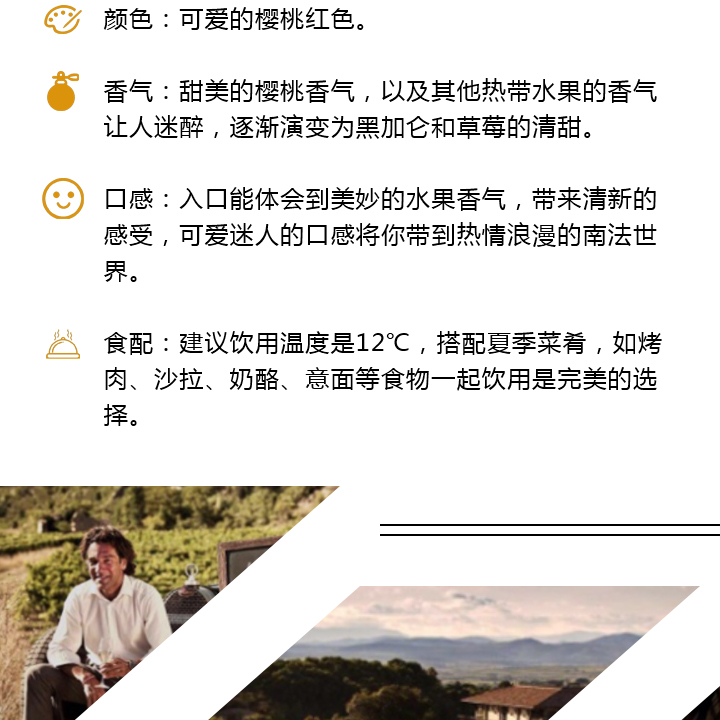 颜色：可爱的樱桃红色。
香气：甜美的樱桃香气，以及其他热带水果的香气
让人迷醉，逐渐演变为黑加仑和草莓的清甜。
口感：入口能体会到美妙的水果香气，带来清新的
感受，可爱迷人的口感将你带到热情浪漫的南法世
界。
食配：建议饮用温度是12℃，搭配夏季菜肴，如烤
肉、沙拉、奶酪、意面等食物一起饮用是完美的选
择。